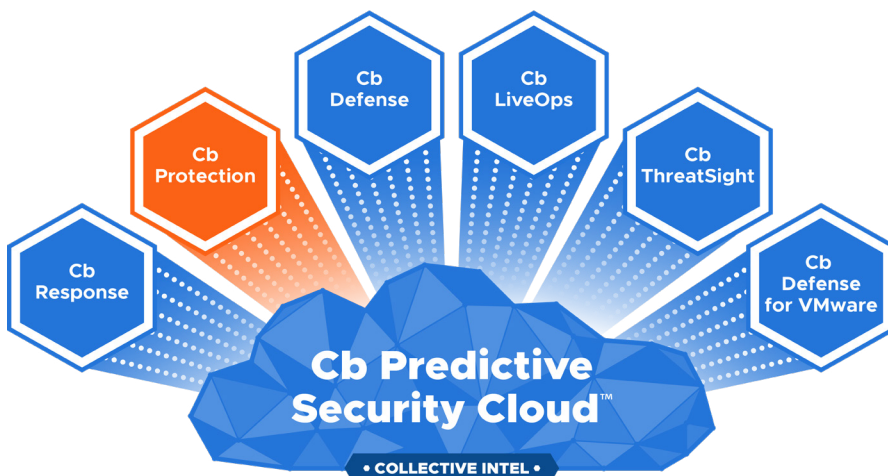 Cb
Response
Cb
Protection
Cb
Defense
Cb
LiveOps
Cb
ThreatSight
Cb
Defense
for VMware
Cb Predictive
Security Cloud™
• COLLECTIVE INTEL •